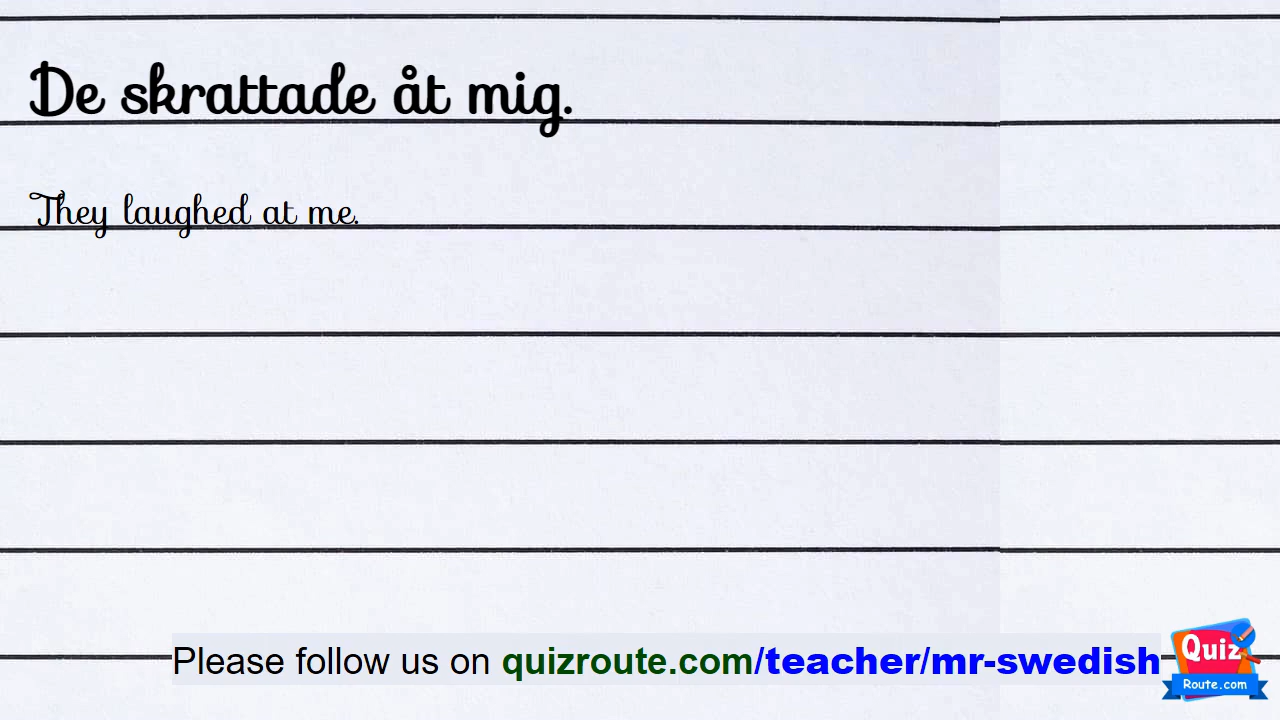 De skrattade åt mig.
They laughed at me.
Please follow us on quizroute.com/teacher/mr-swedish
Quiz
Route.com